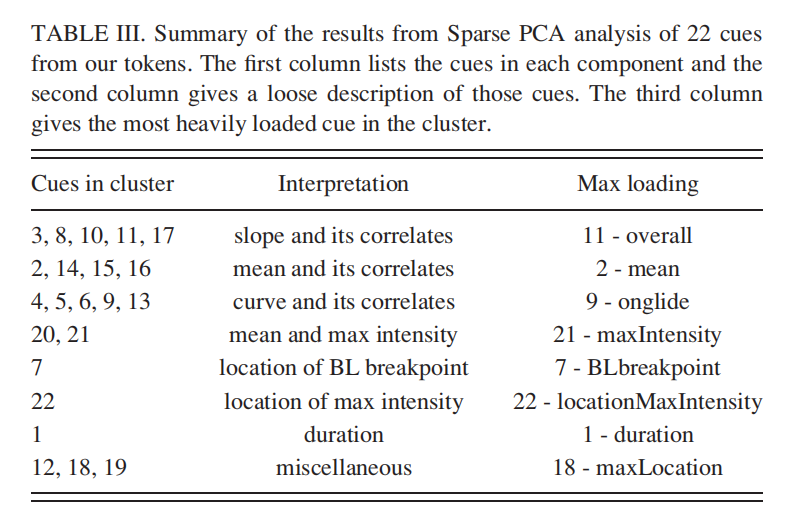 TABLE III. Summary of the results from Sparse PCA analysis of 22 cues
from our tokens. The first column lists the cues in each component and the
second column gives a loose description of those cues. The third column
gives the most heavily loaded cue in the cluster.
Cues in cluster Interpretation Max loading
3, 8, 10, 11, 17 slope and its correlates 11 - overall
2, 14, 15, 16 mean and its correlates 2 - mean
4, 5, 6, 9, 13 curve and its correlates 9 - onglide
20, 21 mean and max intensity 21 - maxIntensity
7 location of BL breakpoint 7 - BLbreakpoint
22 location of max intensity 22 - locationMaxIntensity
1 duration 1 - duration
12, 18, 19 miscellaneous 18 - maxLocation